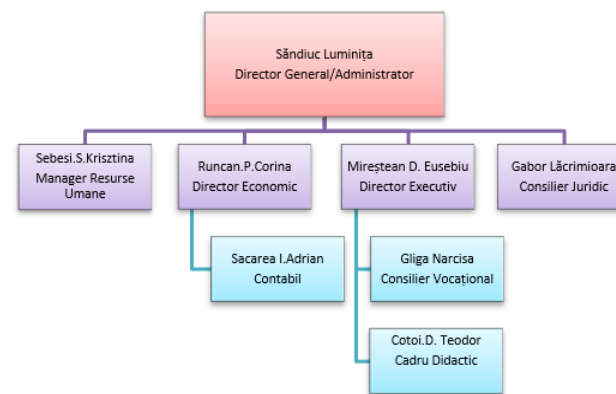 Săndiuc Luminița
Director General/Administrator
Sebesi.S.Krisztina
Manager Resurse
Umane
Runcan.P.Corina
Director Economic
Mireștean D. Eusebiu
Director Executiv
Gabor Lăcrimioara
Consilier Juridic
Sacarea I.Adrian
Contabil
Gliga Narcisa
Consilier Vocațional
Cotoi.D. Teodor
Cadru Didactic